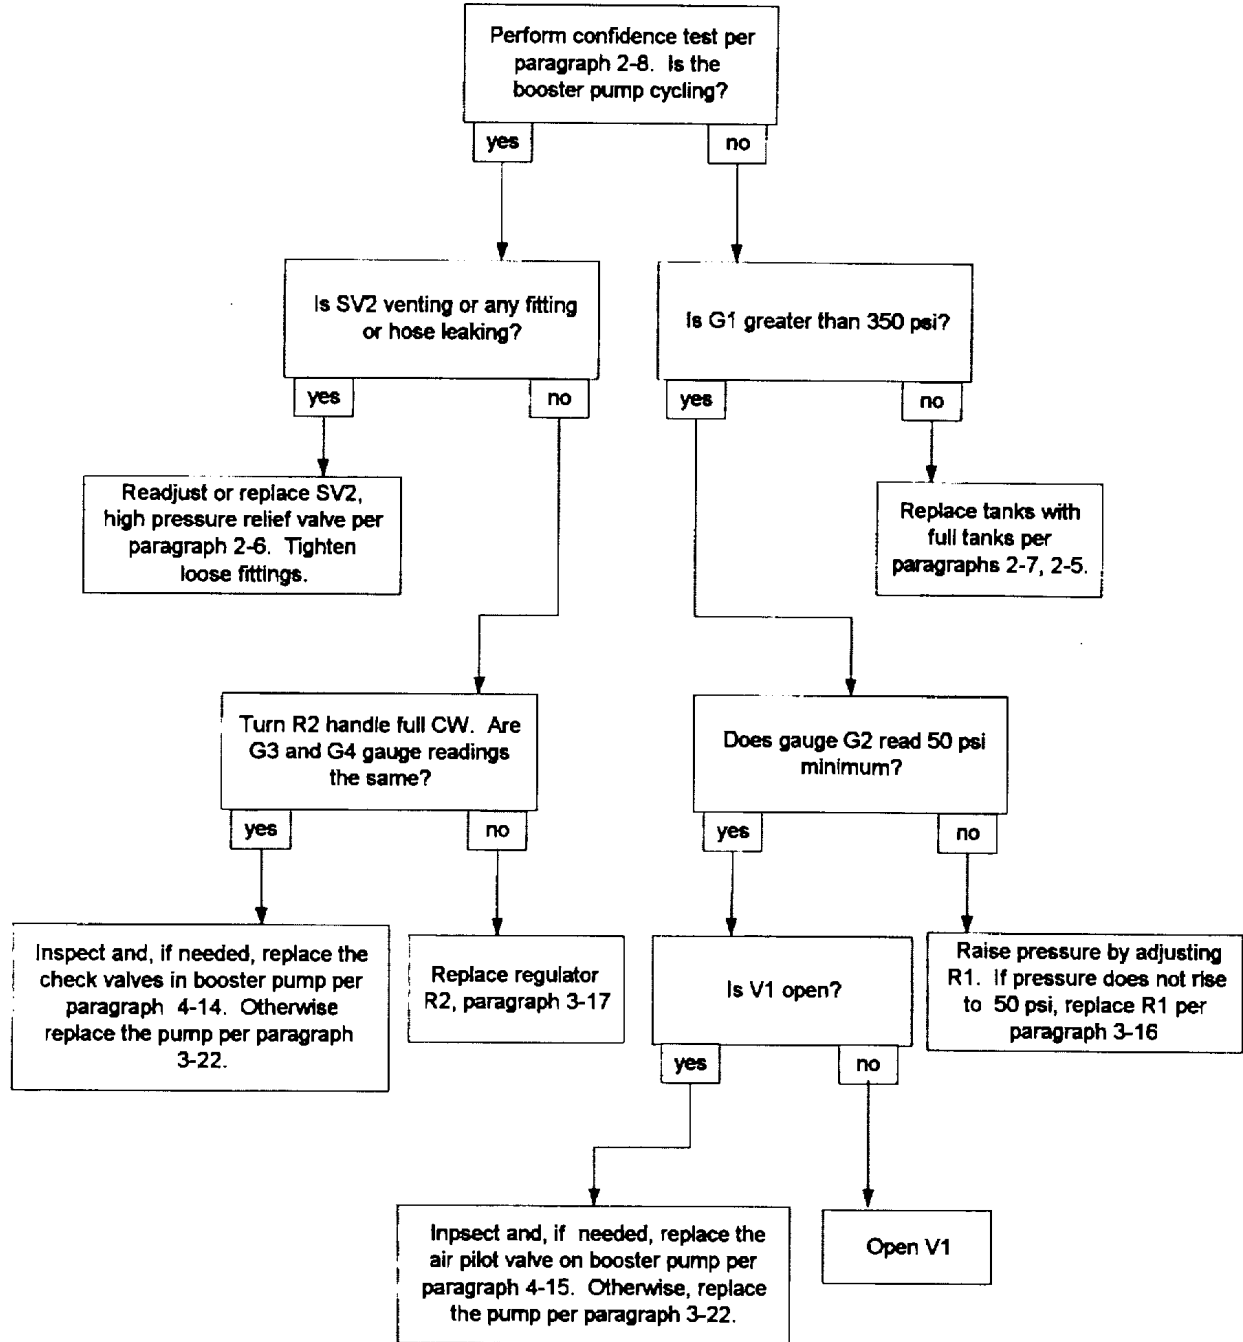 Perform confidence test per
paragraph 2-8. Is the
booster pump cycling?
yes
no
Is SV2 venting or any fitting
or hose leaking?
Is G1 greater than 350 psi?
yes
no
yes
no
Readjust or replace SV2,
high pressure relief valve per
paragraph 2-6. Tighten
loose fittings.
Replace tanks with
full tanks per
paragraphs 2-7, 2-5.
Turn R2 handle full CW. Are
G3 and G4 gauge readings
the same?
Does gauge G2 read 50 psi
minimum?
yes
no
yes
no
Inspect and, if needed, replace the
check valves in booster pump per
paragraph 4-14. Otherwise
replace the pump per paragraph
3-22.
Replace regulator
R2, paragraph 3-17
Is V1 open?
Raise pressure by adjusting
R1. If pressure does not rise
to 50 psi, replace R1 per
paragraph 3-16
yes
no
Inpsect and, if needed, replace the
air pilot valve on booster pump per
paragraph 4-15. Otherwise, replace
the pump per paragraph 3-22.
Open V1